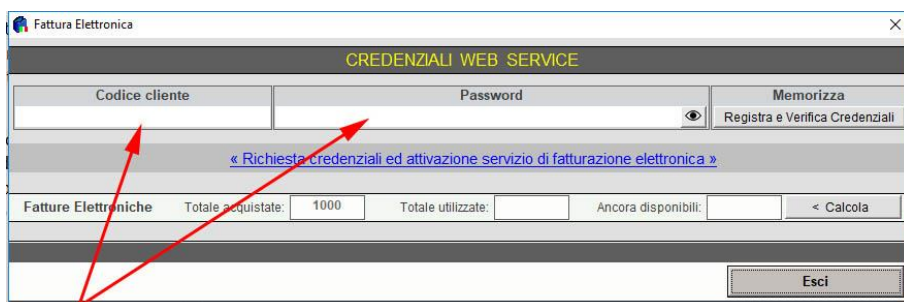 Fattura Elettronica
CREDENZIALI WEB SERVICE
Codice cliente Password Memorizza
Registra e Verifica Credenziali
« Richiesta credenziali ed attivazione servizio di fatturazione elettronica »
Fatture Elettroniche Totale acquistate: 1000 Totale utilizzate: Ancora disponibili: < Calcola
Esci